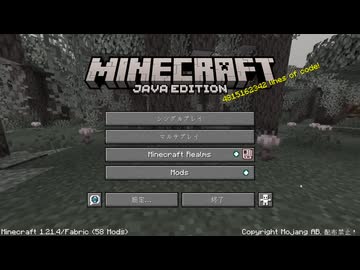 MINECRAFT
JAVA EDITION
4815162342 lines of code!
シングルプレイ
マルチプレイ
Minecraft Realms
Mods
設定...
終了
Minecraft 1.21.4/Fabric (58 Mods)
Copyright Mojang AB. 配布禁止!